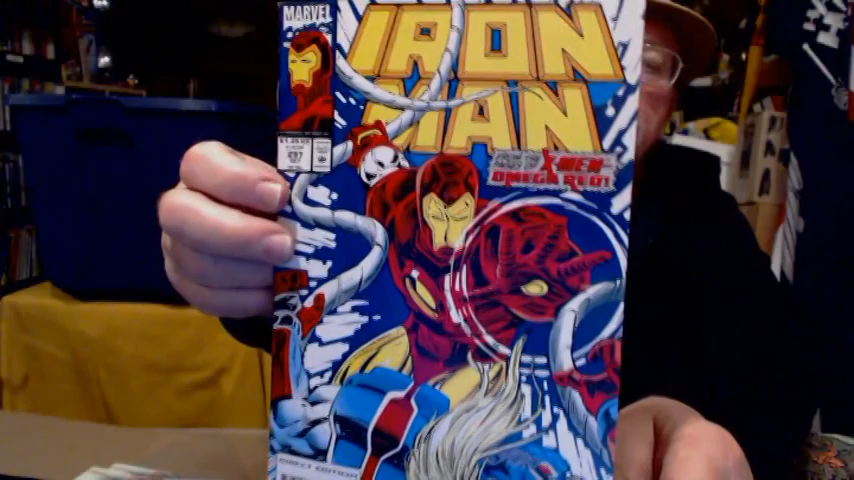 MARVEL
IRON
MAN
$1.25 US
297
X-MEN
OMEGA RED!
DIRECT EDITION